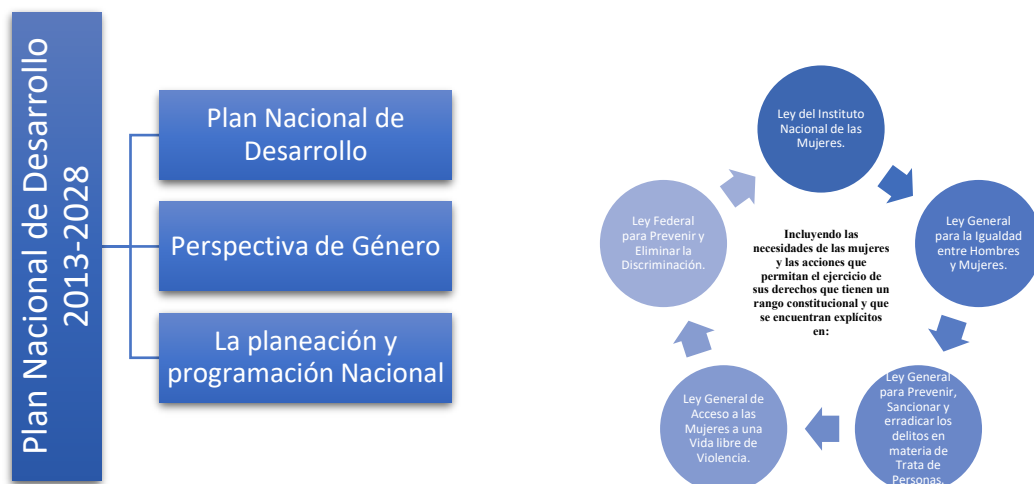 Plan Nacional de Desarrollo
2013-2028
Plan Nacional de
Desarrollo
Perspectiva de Género
La planeación y
programación Nacional
Ley del Instituto
Nacional de las
Mujeres.
Ley General
para la Igualdad
entre Hombres
y Mujeres.
Ley General
para Prevenir,
Sancionar y
erradicar los
delitos en
materia de
Trata de
Personas.
Ley General de
Acceso a las
Mujeres a una
Vida libre de
Violencia.
Ley Federal
para Prevenir y
Eliminar la
Discriminación.
Incluyendo las
necesidades de las mujeres
y las acciones que
permitan el ejercicio de
sus derechos que tienen un
rango constitucional y que
se encuentran explícitos
en: